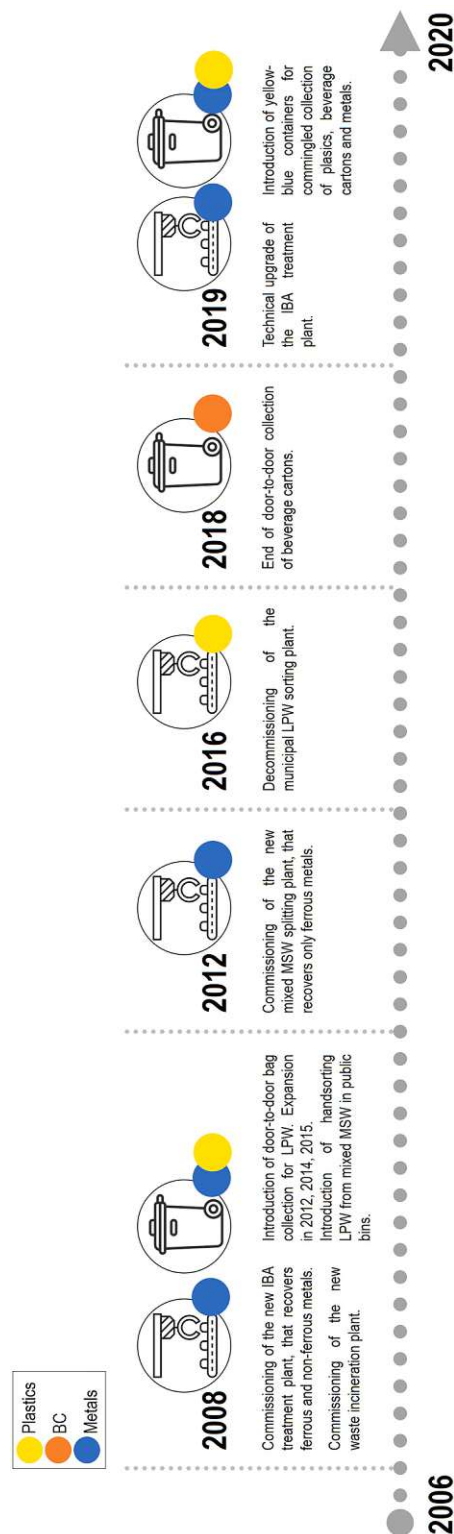 Plastics
BC
Metals
2008
Commissioning of the new IBA
treatment plant, that recovers
ferrous and non-ferrous metals.
Commissioning of the new
waste incineration plant.
Introduction of door-to-door bag
collection for LPW. Expansion
in 2012, 2014, 2015.
Introduction of handsorting
LPW from mixed MSW in public
bins.
2012
Commissioning of the new
mixed MSW splitting plant, that
recovers only ferrous metals.
2016
Decommissioning of the
municipal LPW sorting plant.
2018
End of door-to-door collection
of beverage cartons.
2019
Technical upgrade of
the IBA treatment
plant.
Introduction of yellow-
blue containers for
commingled collection
of plasics, beverage
cartons and metals.
2006
2020